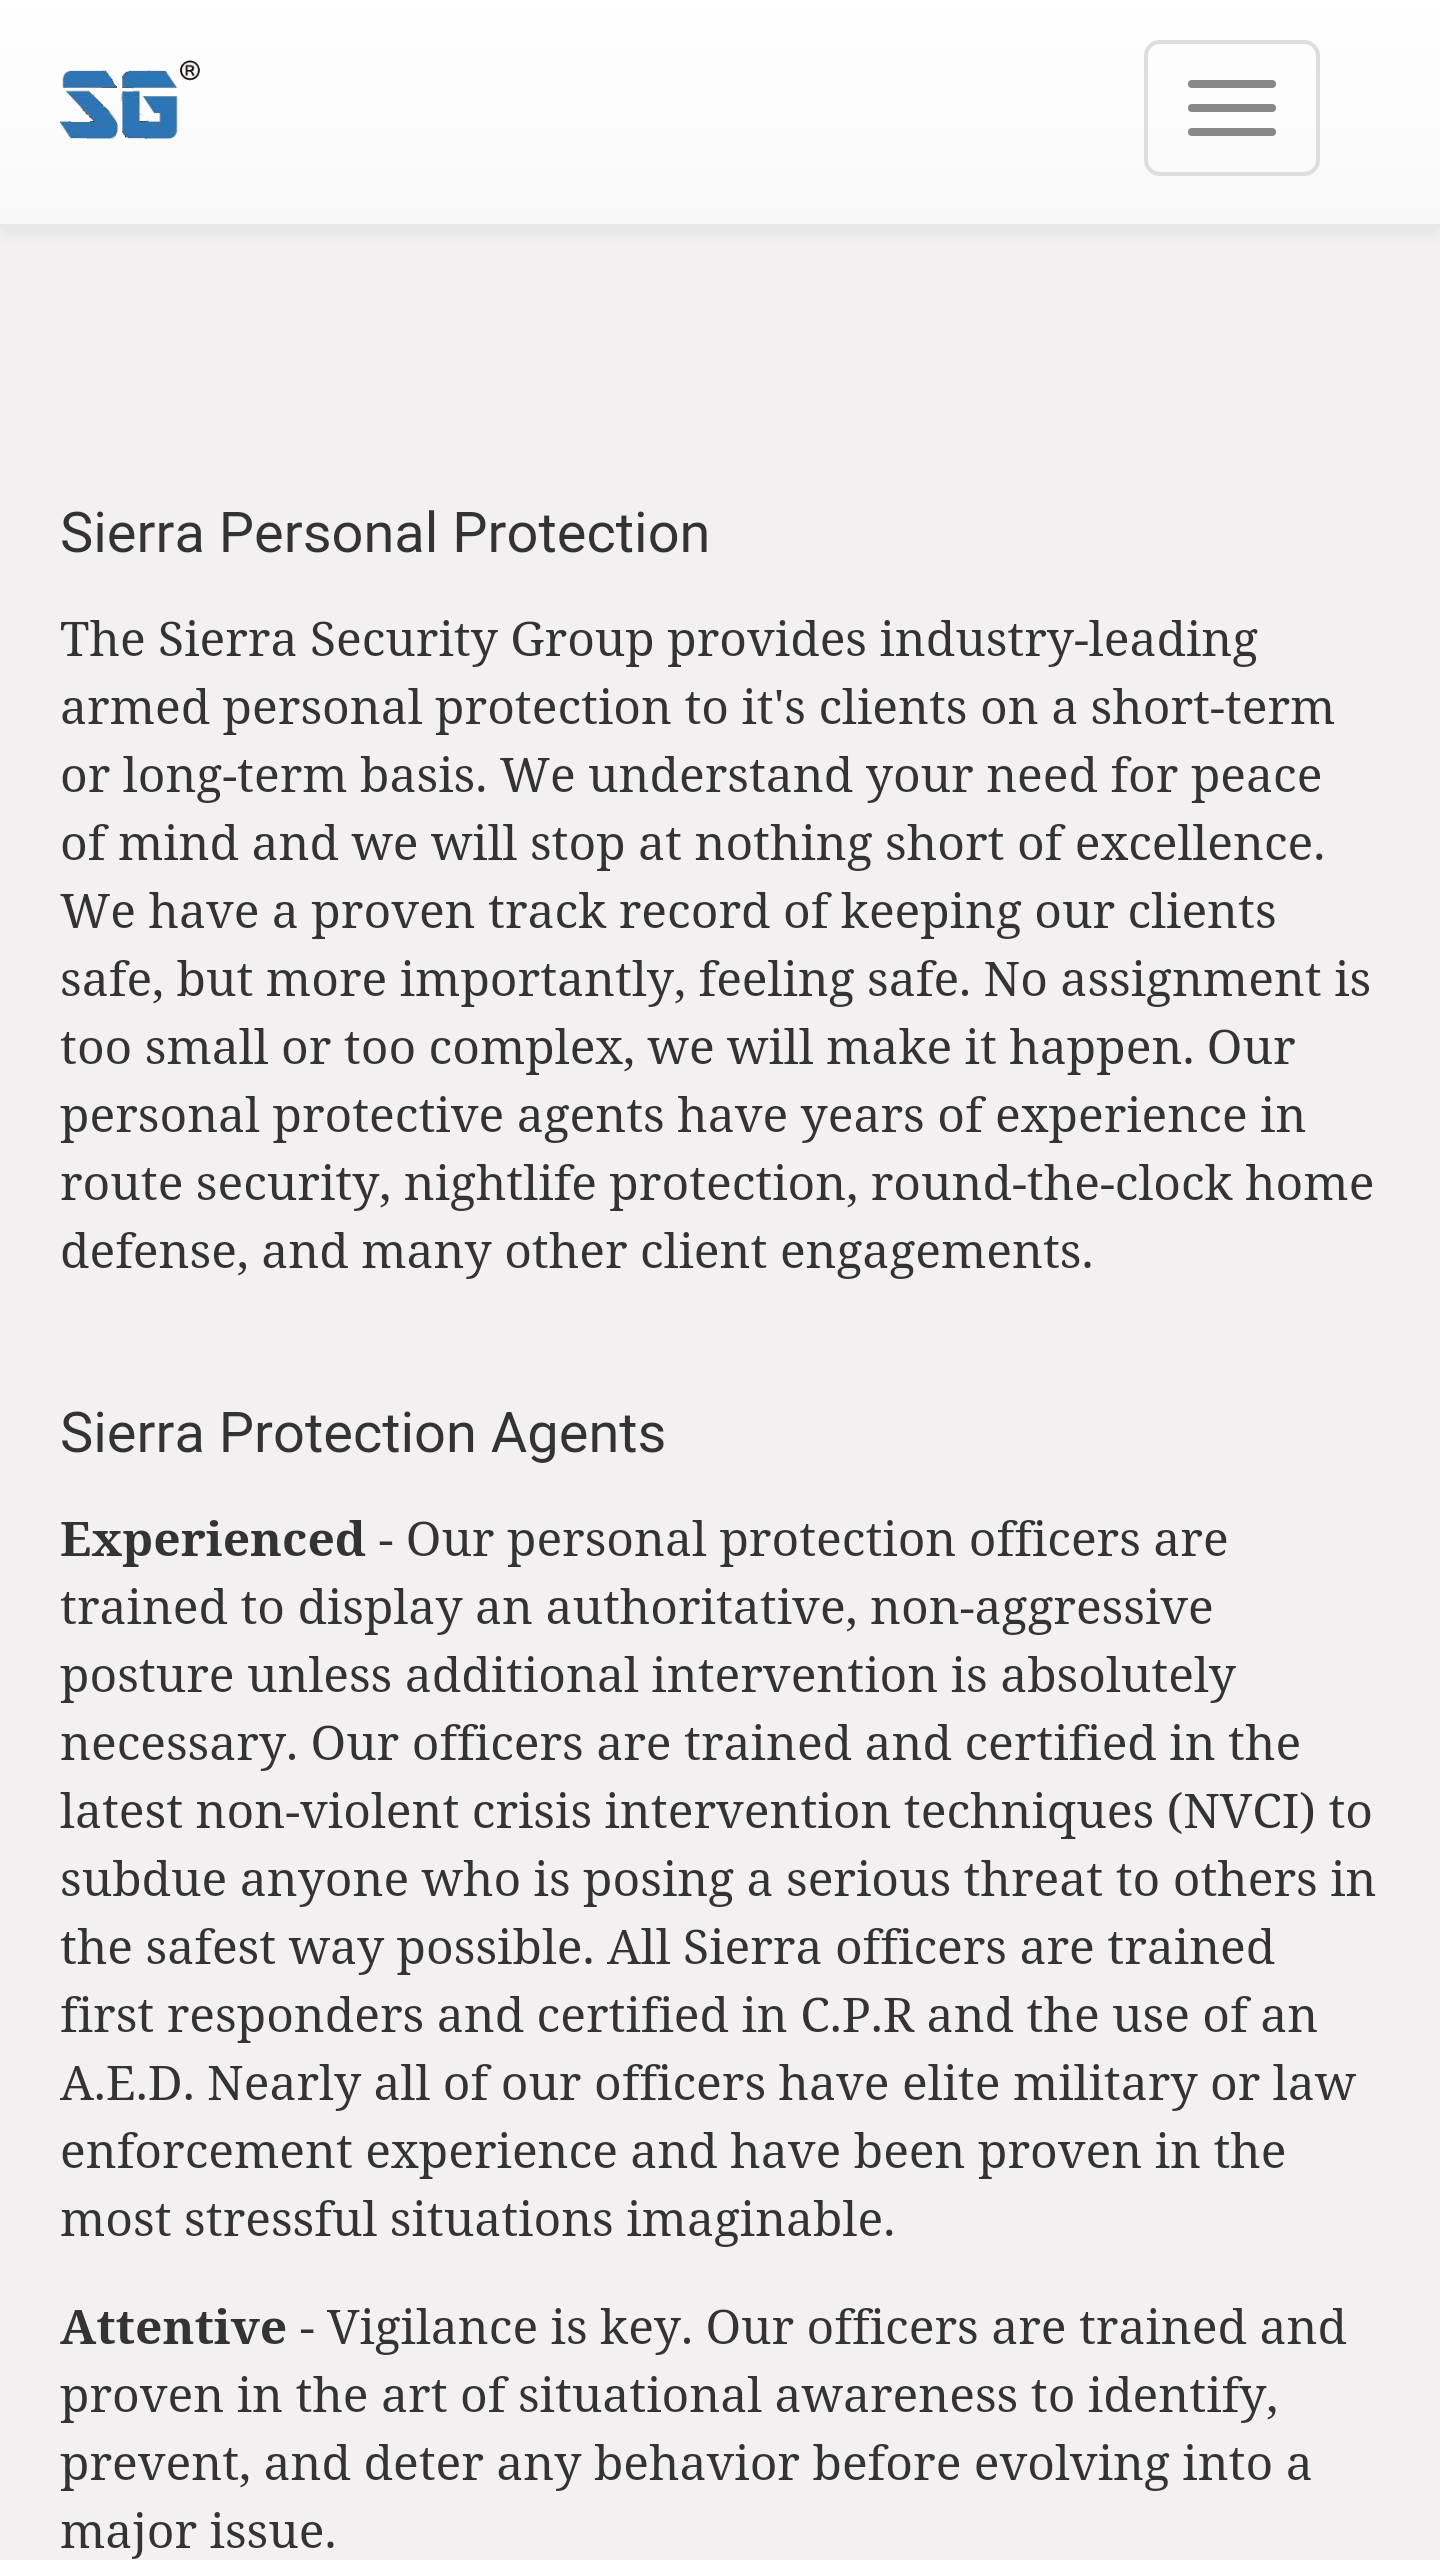 SG®
Sierra Personal Protection
The Sierra Security Group provides industry-leading
armed personal protection to it's clients on a short-term
or long-term basis. We understand your need for peace
of mind and we will stop at nothing short of excellence.
We have a proven track record of keeping our clients
safe, but more importantly, feeling safe. No assignment is
too small or too complex, we will make it happen. Our
personal protective agents have years of experience in
route security, nightlife protection, round-the-clock home
defense, and many other client engagements.
Sierra Protection Agents
Experienced - Our personal protection officers are
trained to display an authoritative, non-aggressive
posture unless additional intervention is absolutely
necessary. Our officers are trained and certified in the
latest non-violent crisis intervention techniques (NVCI) to
subdue anyone who is posing a serious threat to others in
the safest way possible. All Sierra officers are trained
first responders and certified in C.P.R and the use of an
A.E.D. Nearly all of our officers have elite military or law
enforcement experience and have been proven in the
most stressful situations imaginable.
Attentive - Vigilance is key. Our officers are trained and
proven in the art of situational awareness to identify,
prevent, and deter any behavior before evolving into a
major issue.